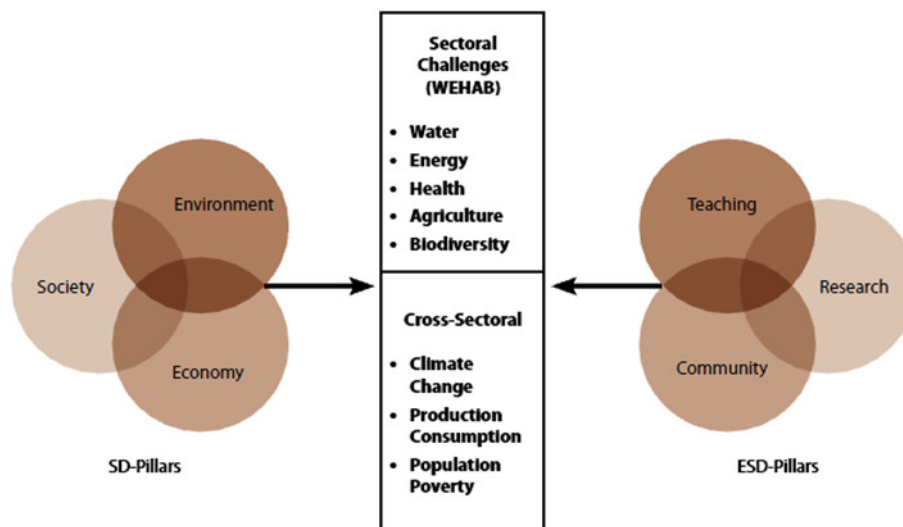 Environment
Society
Economy
SD-Pillars
Sectoral
Challenges
(WEHAB)
• Water
• Energy
• Health
• Agriculture
• Biodiversity
Cross-Sectoral
• Climate
Change
• Production
Consumption
• Population
Poverty
Teaching
Research
Community
ESD-Pillars